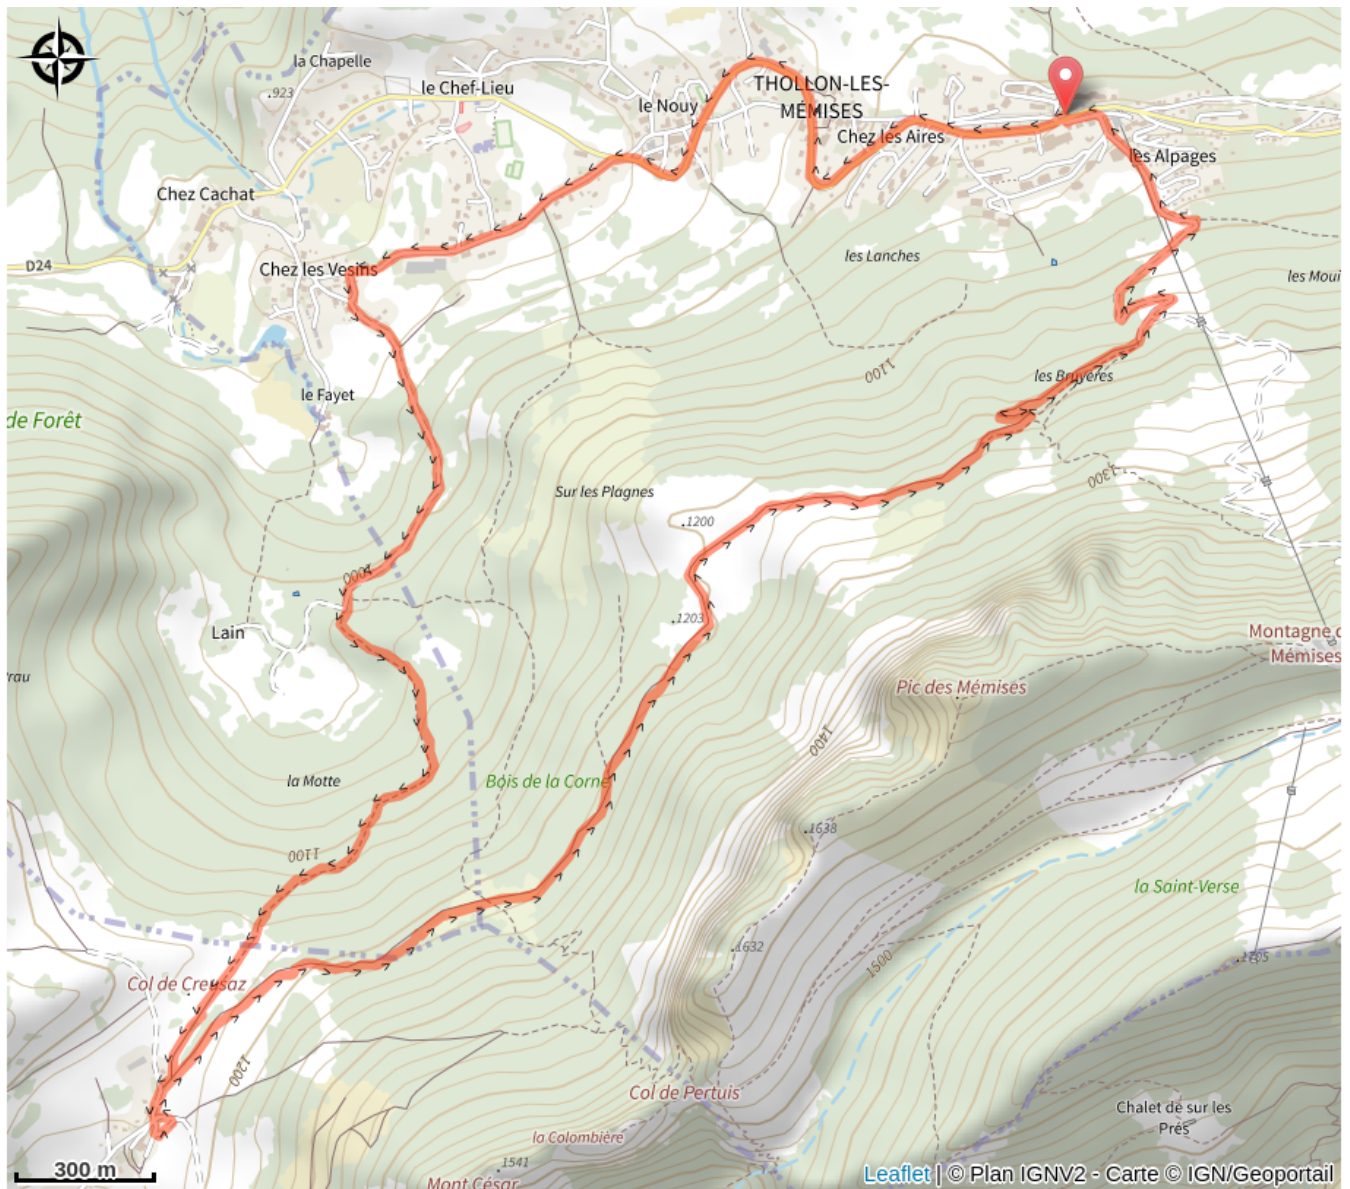 la Chapelle
.923
le Chef-Lieu
le Nouy
THOLLON-LES-
MÉMISES
Chez les Aires
les Alpages
Chez Cachat
D24
Chez les Vesins
les Lanches
les Moui
1100
les Bruyères
le Fayet
de Forêt
Sur les Plagnes
1300
.1200
1000
.1203
Lain
Montagne d
Mémises
rau
Pic des Mémises
1400
la Motte
Bois de la Corne
.1638
1100
la Saint-Verse
.1632
1500
.1705
Col de Creusaz
1200
Col de Pertuis
Chalet de sur les
Prés
la Colombière
.1541
Mont César
300 m
Leaflet | © Plan IGNV2 - Carte © IGN/Geoportail